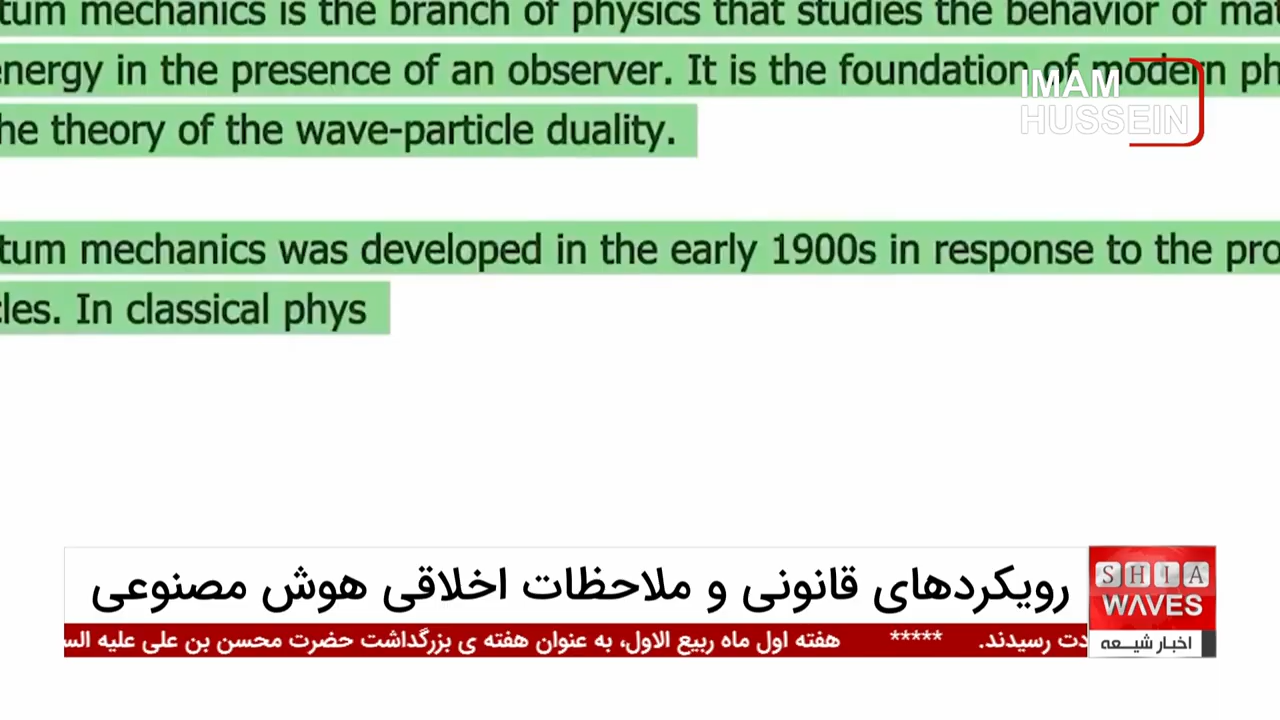 tum mechanics is the branch of physics that studies the behavior of mat
energy in the presence of an observer. It is the foundation of modern ph
he theory of the wave-particle duality.
IMAM
HUSSEIN
tum mechanics was developed in the early 1900s in response to the pro
cles. In classical phys
رویکردهای قانونی و ملاحظات اخلاقی هوش مصنوعی
SHIA
WAVES
دت رسیدند. ***** هفته اول ماه ربیع الاول، به عنوان هفته ی بزرگداشت حضرت محسن بن علی علیه الس
اخبار شیعه